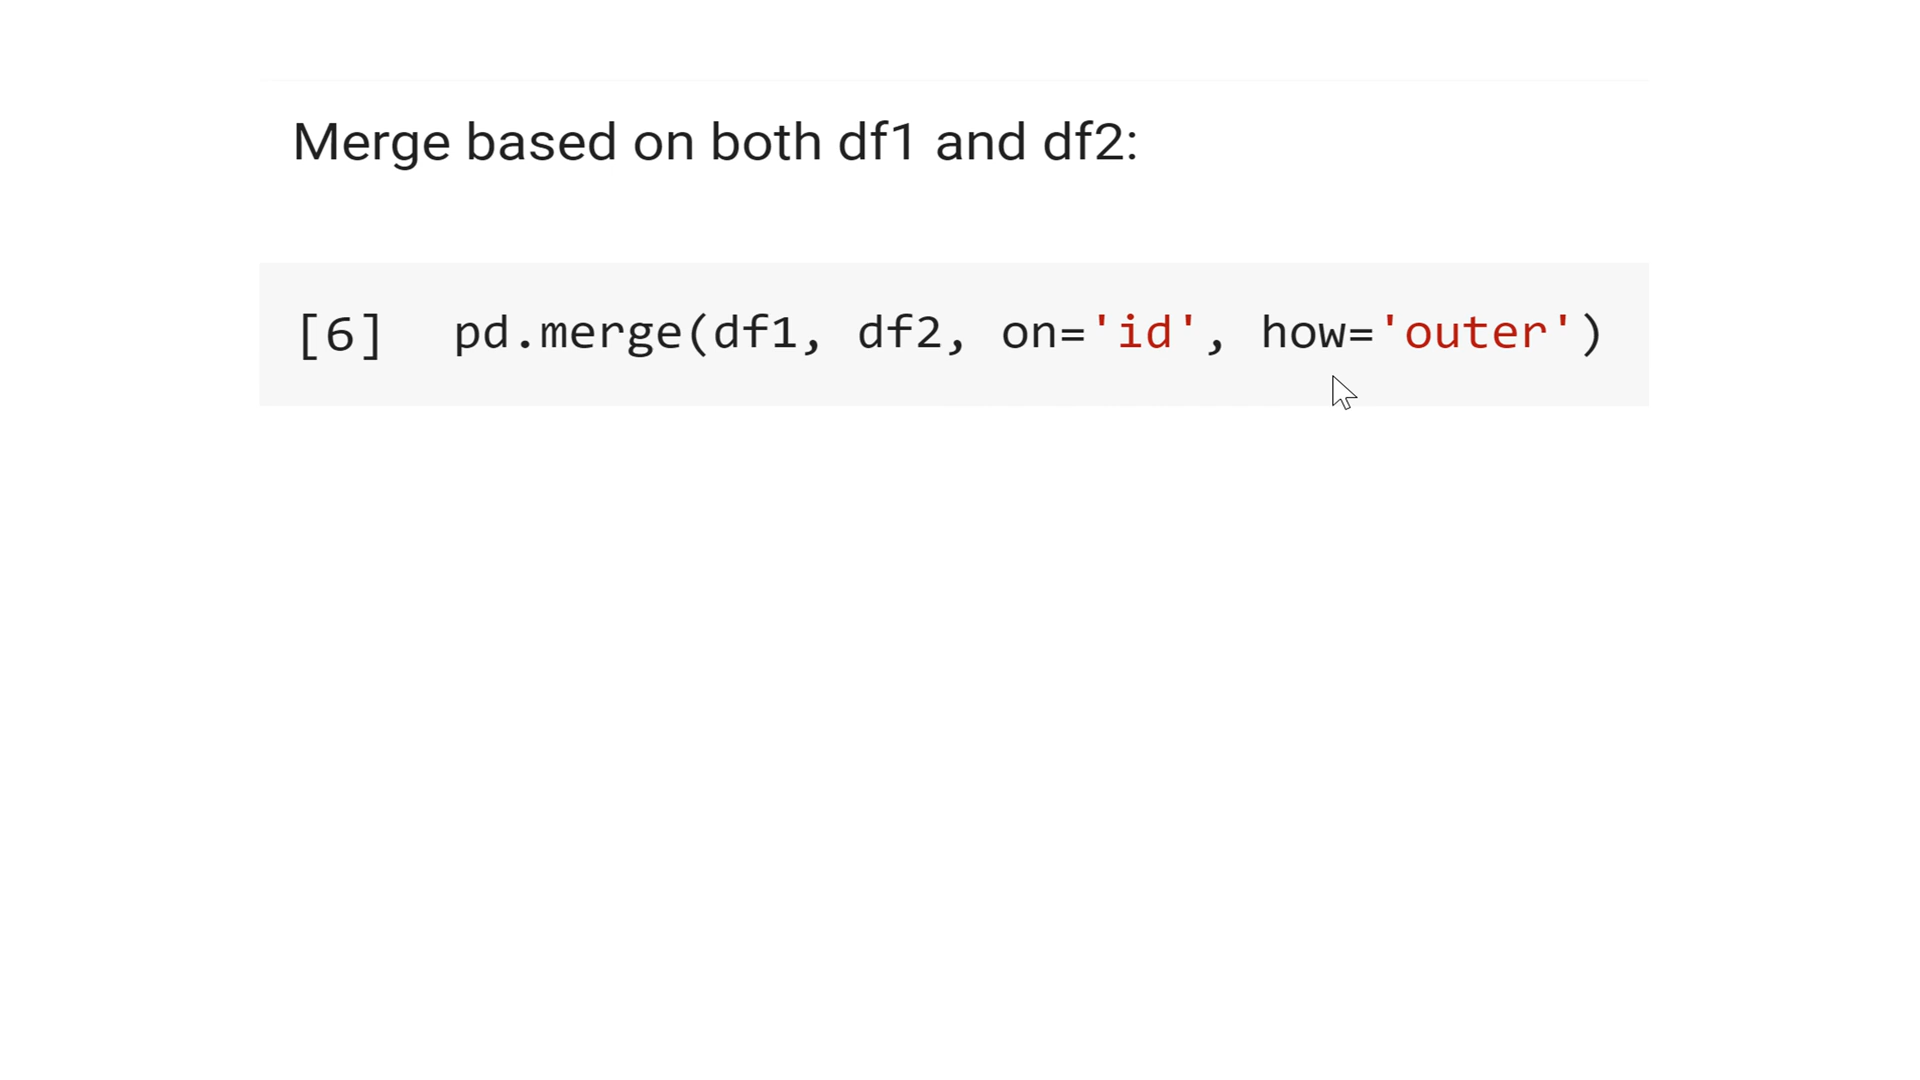 Merge based on both df1 and df2:
[6] pd.merge(df1, df2, on='id', how='outer')